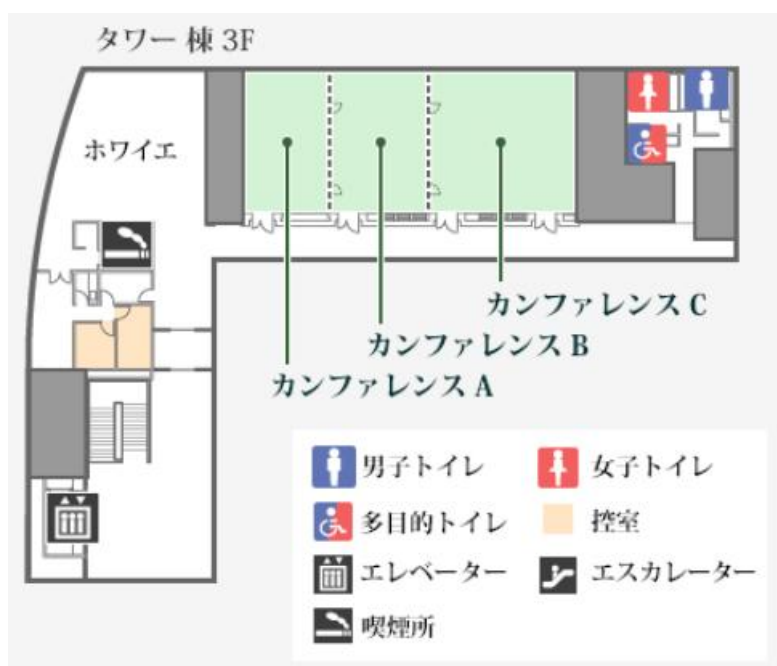 タワー 棟 3F
ホワイエ
カンファレンス C
カンファレンス B
カンファレンス A
男子トイレ
女子トイレ
多目的トイレ
控室
エレベーター
エスカレーター
喫煙所